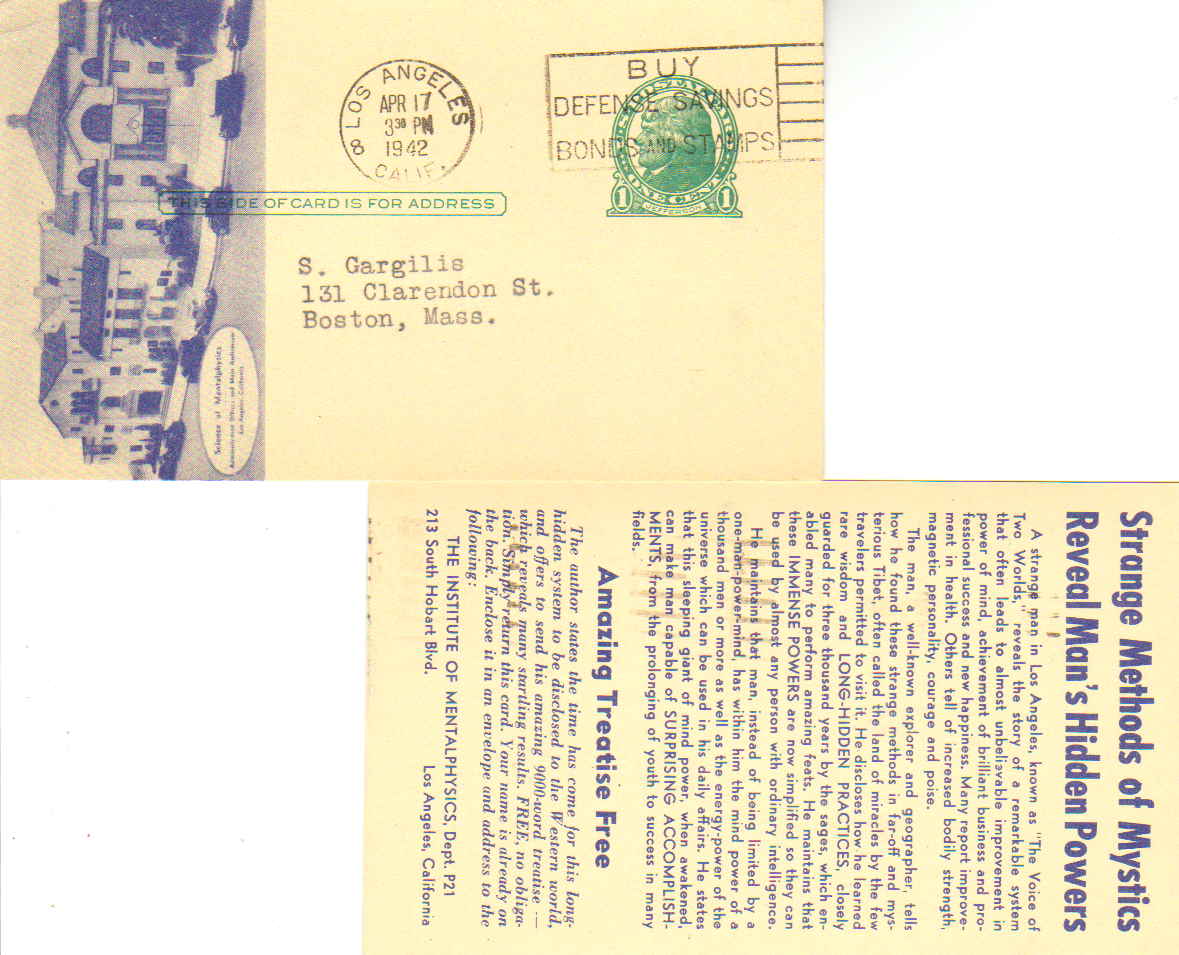 8 LOS ANGELES
APR 17
3 30 PM
1942
CALIF.
BUY
DEFENSE SAVINGS
BONDS AND STAMPS
ONE CENT
1 JEFFERSON 1
THIS SIDE OF CARD IS FOR ADDRESS
S. Gargilis
131 Clarendon St.
Boston, Mass.
Science of Mentalphysics
Los Angeles, California
Strange Methods of Mystics
Reveal Man's Hidden Powers
A strange man in Los Angeles, known as "The Voice of
Two Worlds," reveals the story of a remarkable system
that often leads to almost unbelievable improvement in
power of mind, achievement of brilliant business and pro-
fessional success and new happiness. Many report improve-
ment in health. Others tell of increased bodily strength,
magnetic personality, courage and poise.
The man, a well-known explorer and geographer, tells
how he found these strange methods in far-off and mys-
terious Tibet, often called the land of miracles by the few
travelers permitted to visit it. He discloses how he learned
rare wisdom and LONG-HIDDEN PRACTICES, closely
guarded for three thousand years by the sages, which en-
abled many to perform amazing feats. He maintains that
these IMMENSE POWERS are now simplified so they can
be used by almost any person with ordinary intelligence.
He maintains that man, instead of being limited by a
one-man-power-mind, has within him the mind power of a
thousand men or more as well as the energy-power of the
universe which can be used in his daily affairs. He states
that this sleeping giant of mind power, when awakened,
can make man capable of SURPRISING ACCOMPLISH-
MENTS, from the prolonging of youth to success in many
fields.
Amazing Treatise Free
The author states the time has come for this long-
hidden system to be disclosed to the Western world,
and offers to send his amazing 9000-word treatise —
which reveals many startling results. FREE, no obliga-
tion. Simply return this card. Your name is already on
the back. Enclose it in an envelope and address to the
following:
THE INSTITUTE OF MENTALPHYSICS, Dept. P21
213 South Hobart Blvd. Los Angeles, California